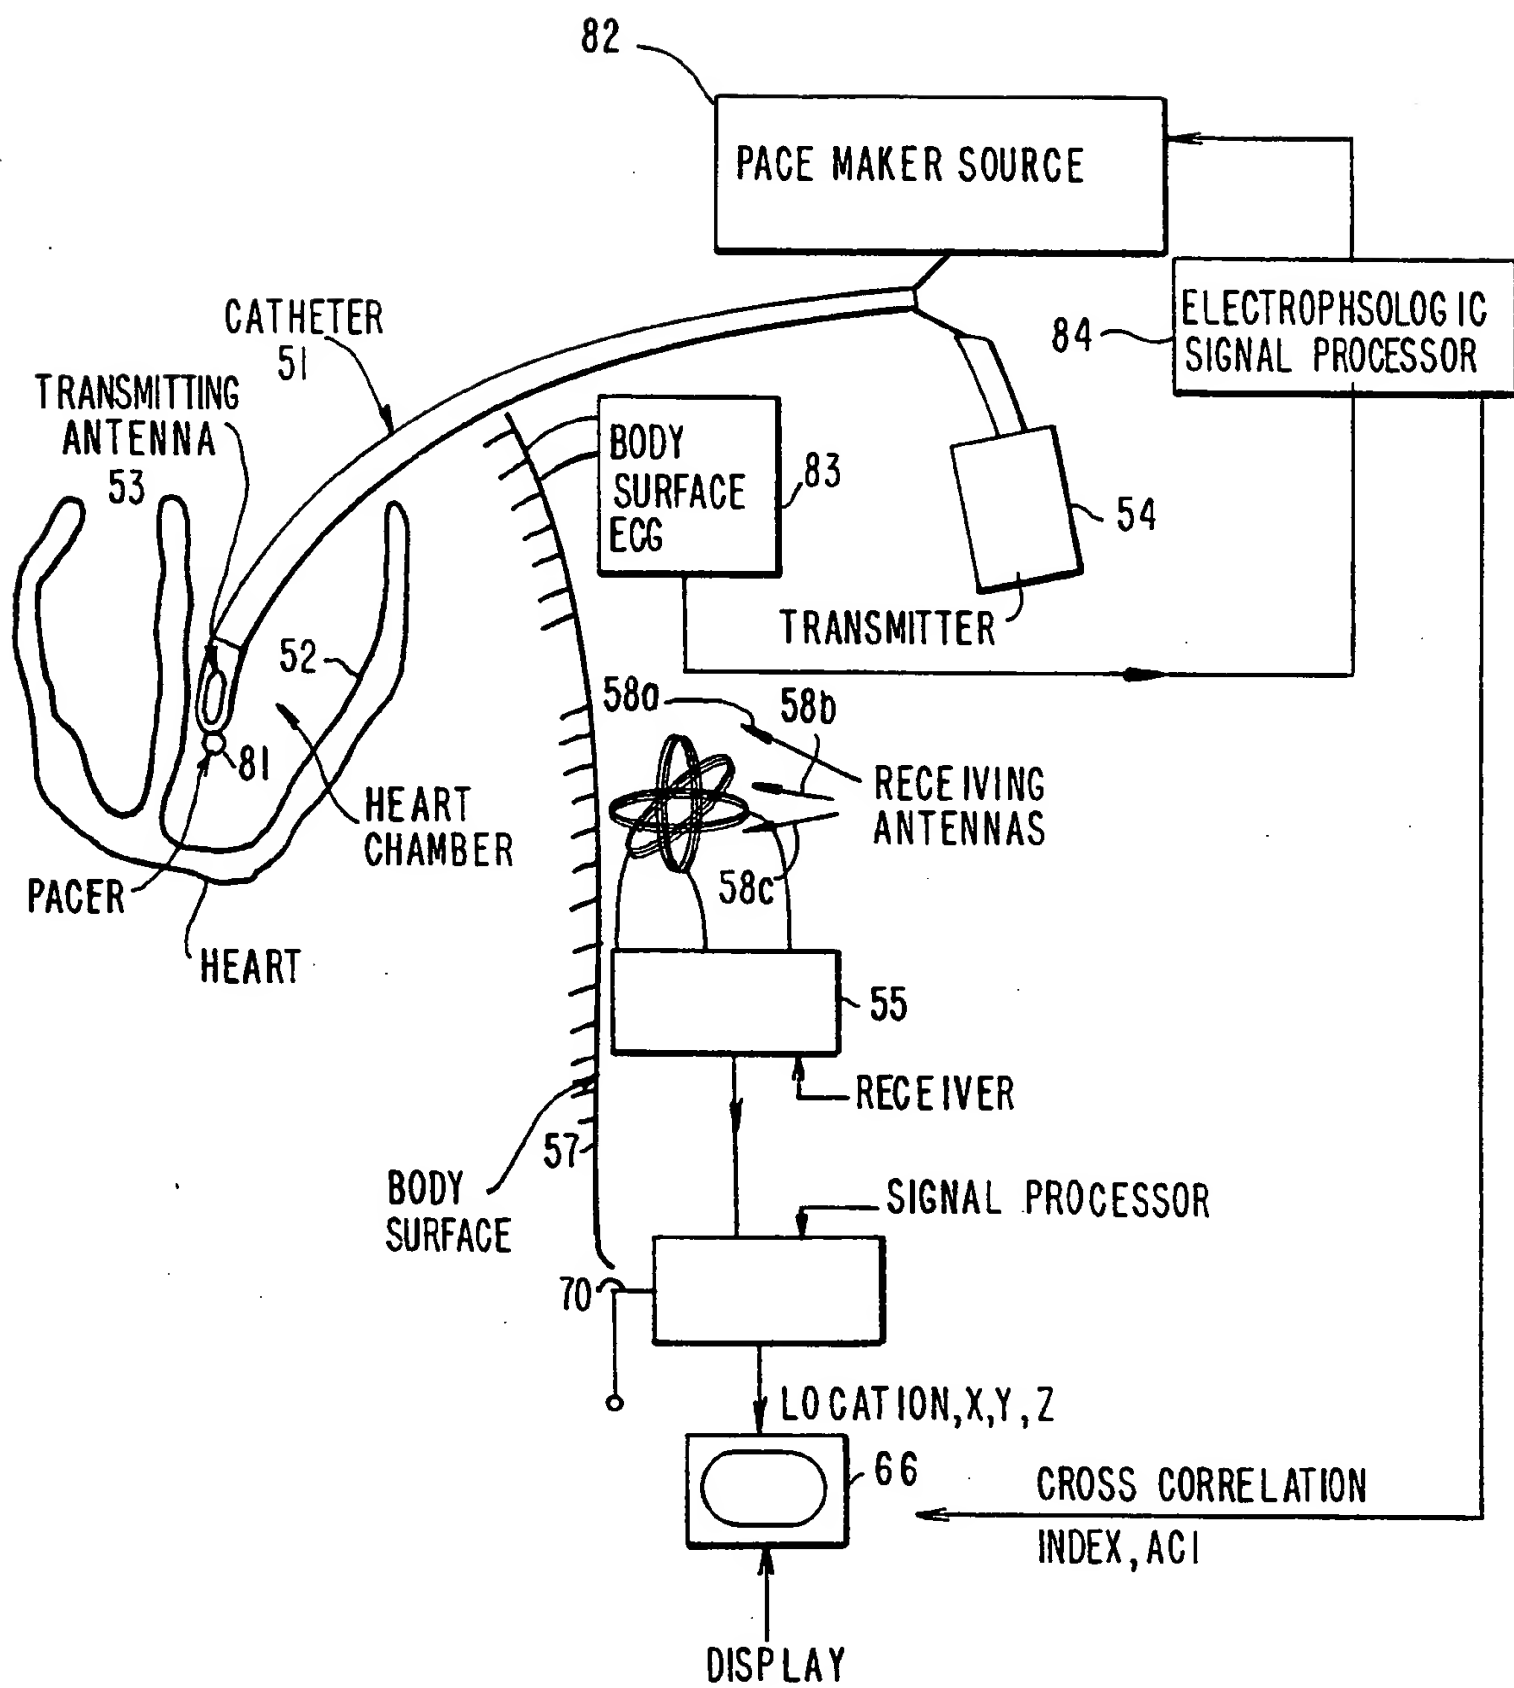 82
PACE MAKER SOURCE
CATHETER
51
ELECTROPHSOLOGIC
SIGNAL PROCESSOR
84
TRANSMITTING
ANTENNA
53
BODY
SURFACE
ECG
83
54
TRANSMITTER
52
58a
58b
81
RECEIVING
ANTENNAS
HEART
CHAMBER
58c
PACER
HEART
55
RECEIVER
57
BODY
SURFACE
SIGNAL PROCESSOR
70
LOCATION,X,Y,Z
66
CROSS CORRELATION
INDEX, ACI
DISPLAY